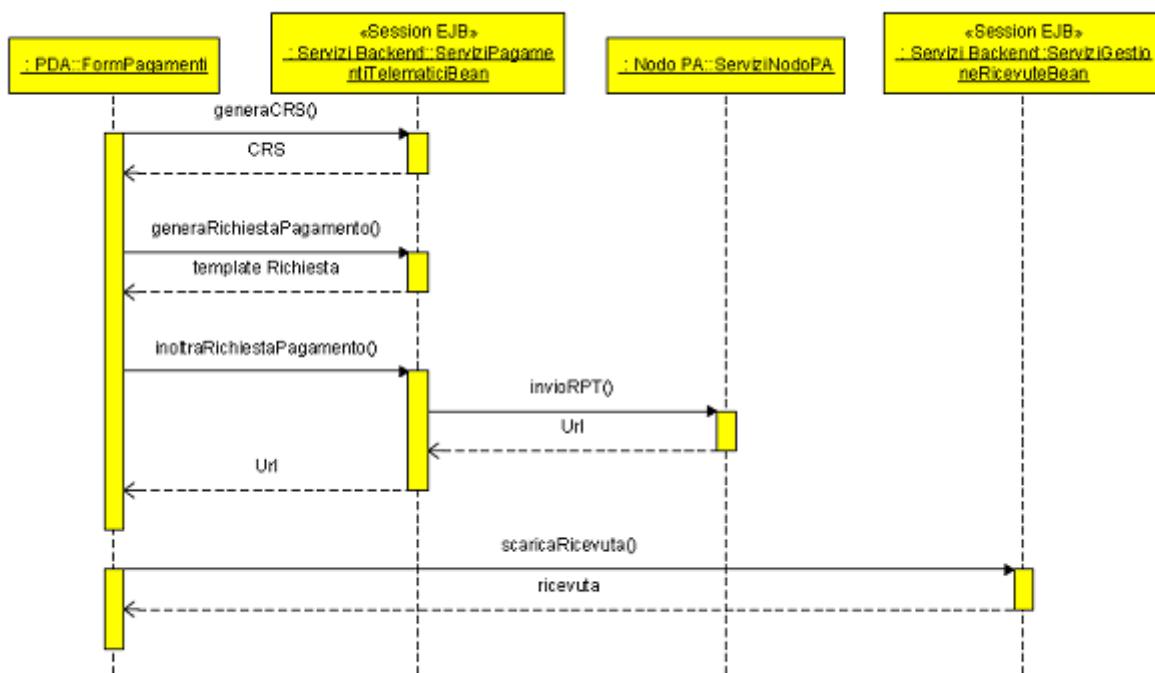 : PDA::FormPagamenti
«Session EJB»
: Servizi Backend::ServiziPagame
ntiTelematiciBean
: Nodo PA::ServiziNodoPA
«Session EJB»
: Servizi Backend::ServiziGestio
neRicevuteBean
generaCRS()
CRS
generaRichiestaPagamento()
template Richiesta
inoltraRichiestaPagamento()
invioRPT()
Url
Url
scaricaRicevuta()
ricevuta